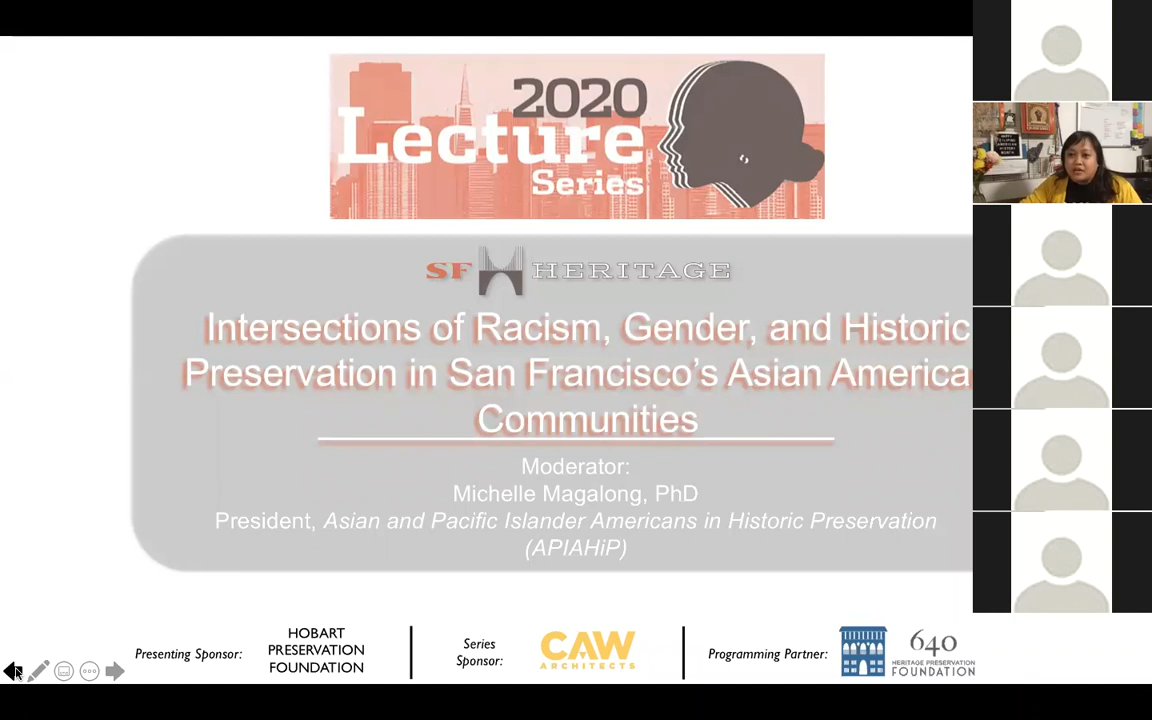 2020
Lecture
Series
SF HERITAGE
Intersections of Racism, Gender, and Historic
Preservation in San Francisco's Asian America
Communities
Moderator:
Michelle Magalong, PhD
President, Asian and Pacific Islander Americans in Historic Preservation
(APIAHiP)
Presenting Sponsor:
HOBART
PRESERVATION
FOUNDATION
Series
Sponsor:
CAW
ARCHITECTS
Programming Partner:
640
HERITAGE PRESERVATION
FOUNDATION